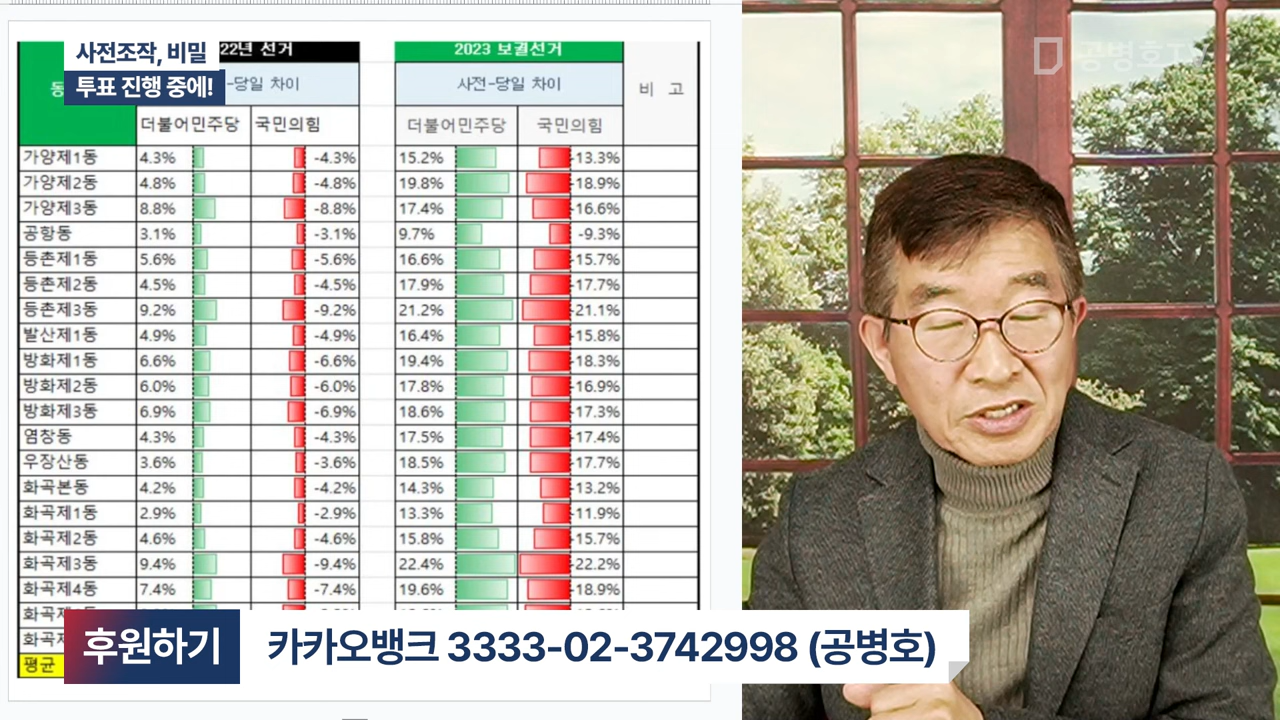 사전조작, 비밀
투표 진행 중에!
22년 선거
2023 보궐선거
동
-당일 차이
사전-당일 차이
비 고
더불어민주당 국민의힘
더불어민주당 국민의힘
가양제1동 4.3% -4.3% 15.2% -13.3%
가양제2동 4.8% -4.8% 19.8% -18.9%
가양제3동 8.8% -8.8% 17.4% -16.6%
공항동 3.1% -3.1% 9.7% -9.3%
등촌제1동 5.6% -5.6% 16.6% -15.7%
등촌제2동 4.5% -4.5% 17.9% -17.7%
등촌제3동 9.2% -9.2% 21.2% -21.1%
발산제1동 4.9% -4.9% 16.4% -15.8%
방화제1동 6.6% -6.6% 19.4% -18.3%
방화제2동 6.0% -6.0% 17.8% -16.9%
방화제3동 6.9% -6.9% 18.6% -17.3%
염창동 4.3% -4.3% 17.5% -17.4%
우장산동 3.6% -3.6% 18.5% -17.7%
화곡본동 4.2% -4.2% 14.3% -13.2%
화곡제1동 2.9% -2.9% 13.3% -11.9%
화곡제2동 4.6% -4.6% 15.8% -15.7%
화곡제3동 9.4% -9.4% 22.4% -22.2%
화곡제4동 7.4% -7.4% 19.6% -18.9%
화곡제
화곡제
평균
후원하기
카카오뱅크 3333-02-3742998 (공병호)
공병호TV